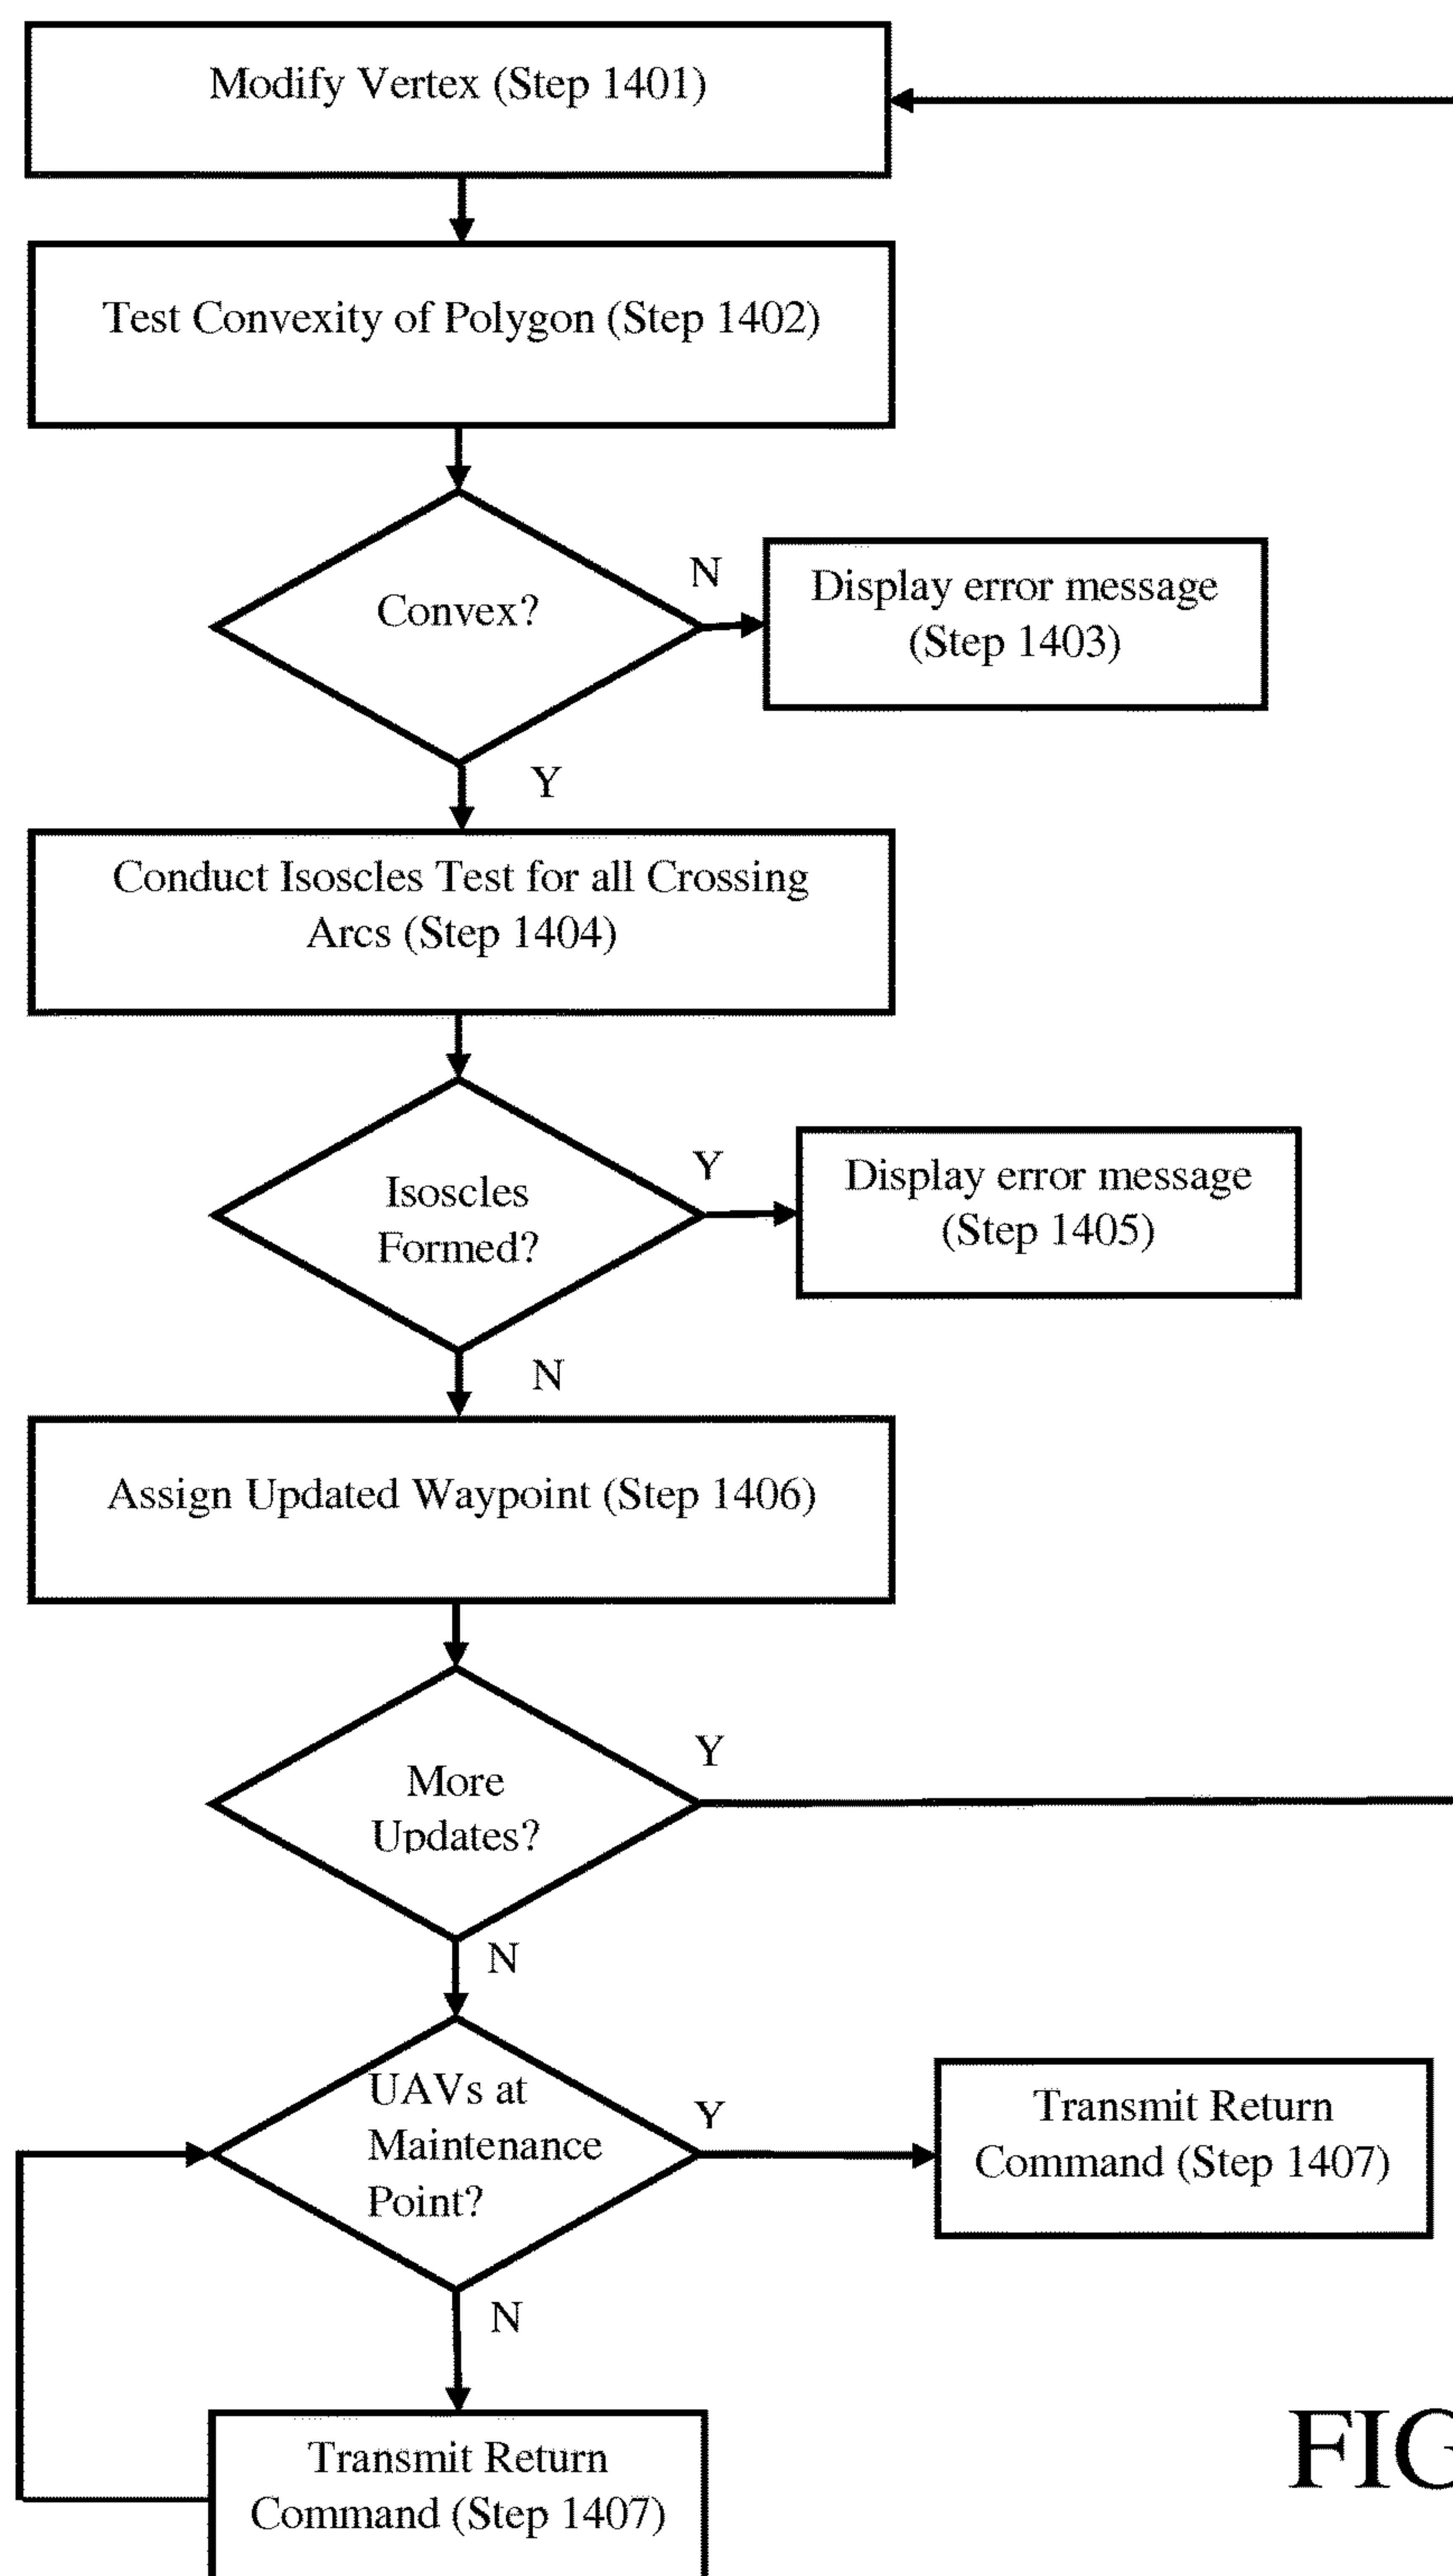 Modify Vertex (Step 1401)
Test Convexity of Polygon (Step 1402)
Convex?
N
Display error message
(Step 1403)
Y
Conduct Isoscles Test for all Crossing
Arcs (Step 1404)
Isoscles
Formed?
Y
Display error message
(Step 1405)
N
Assign Updated Waypoint (Step 1406)
More
Updates?
Y
N
UAVs at
Maintenance
Point?
Y
Transmit Return
Command (Step 1407)
N
Transmit Return
Command (Step 1407)
FIG